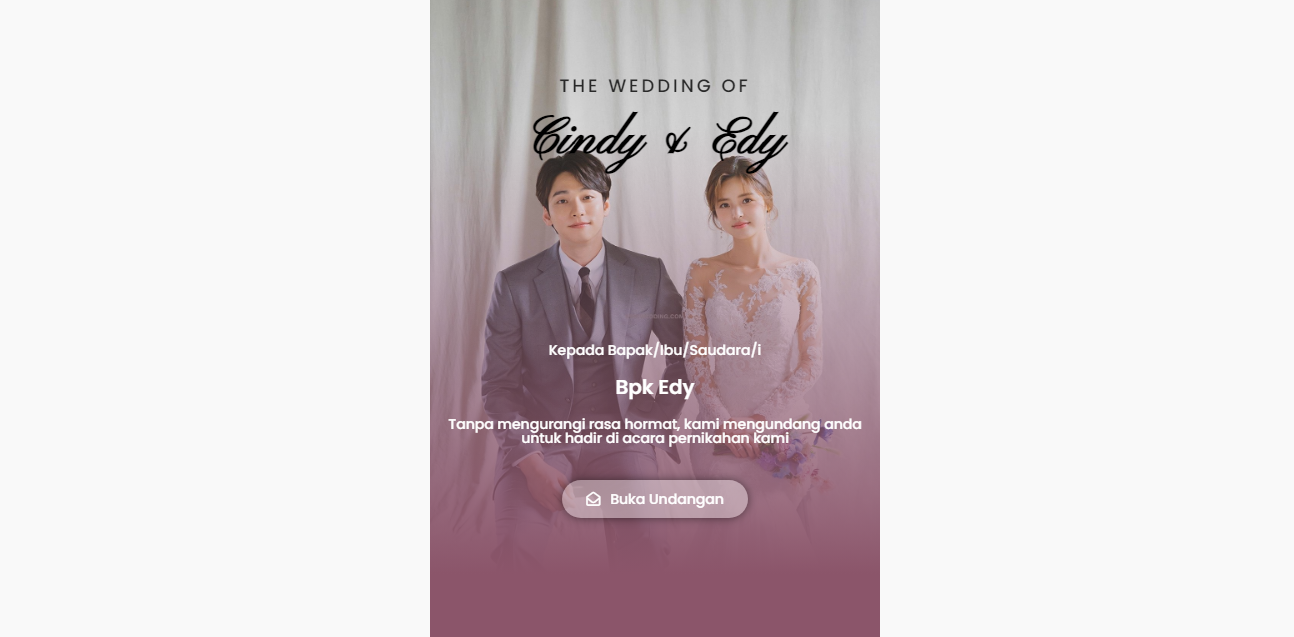 THE WEDDING OF
Cindy & Edy
Kepada Bapak/Ibu/Saudara/i
Bpk Edy
Tanpa mengurangi rasa hormat, kami mengundang anda
untuk hadir di acara pernikahan kami
Buka Undangan